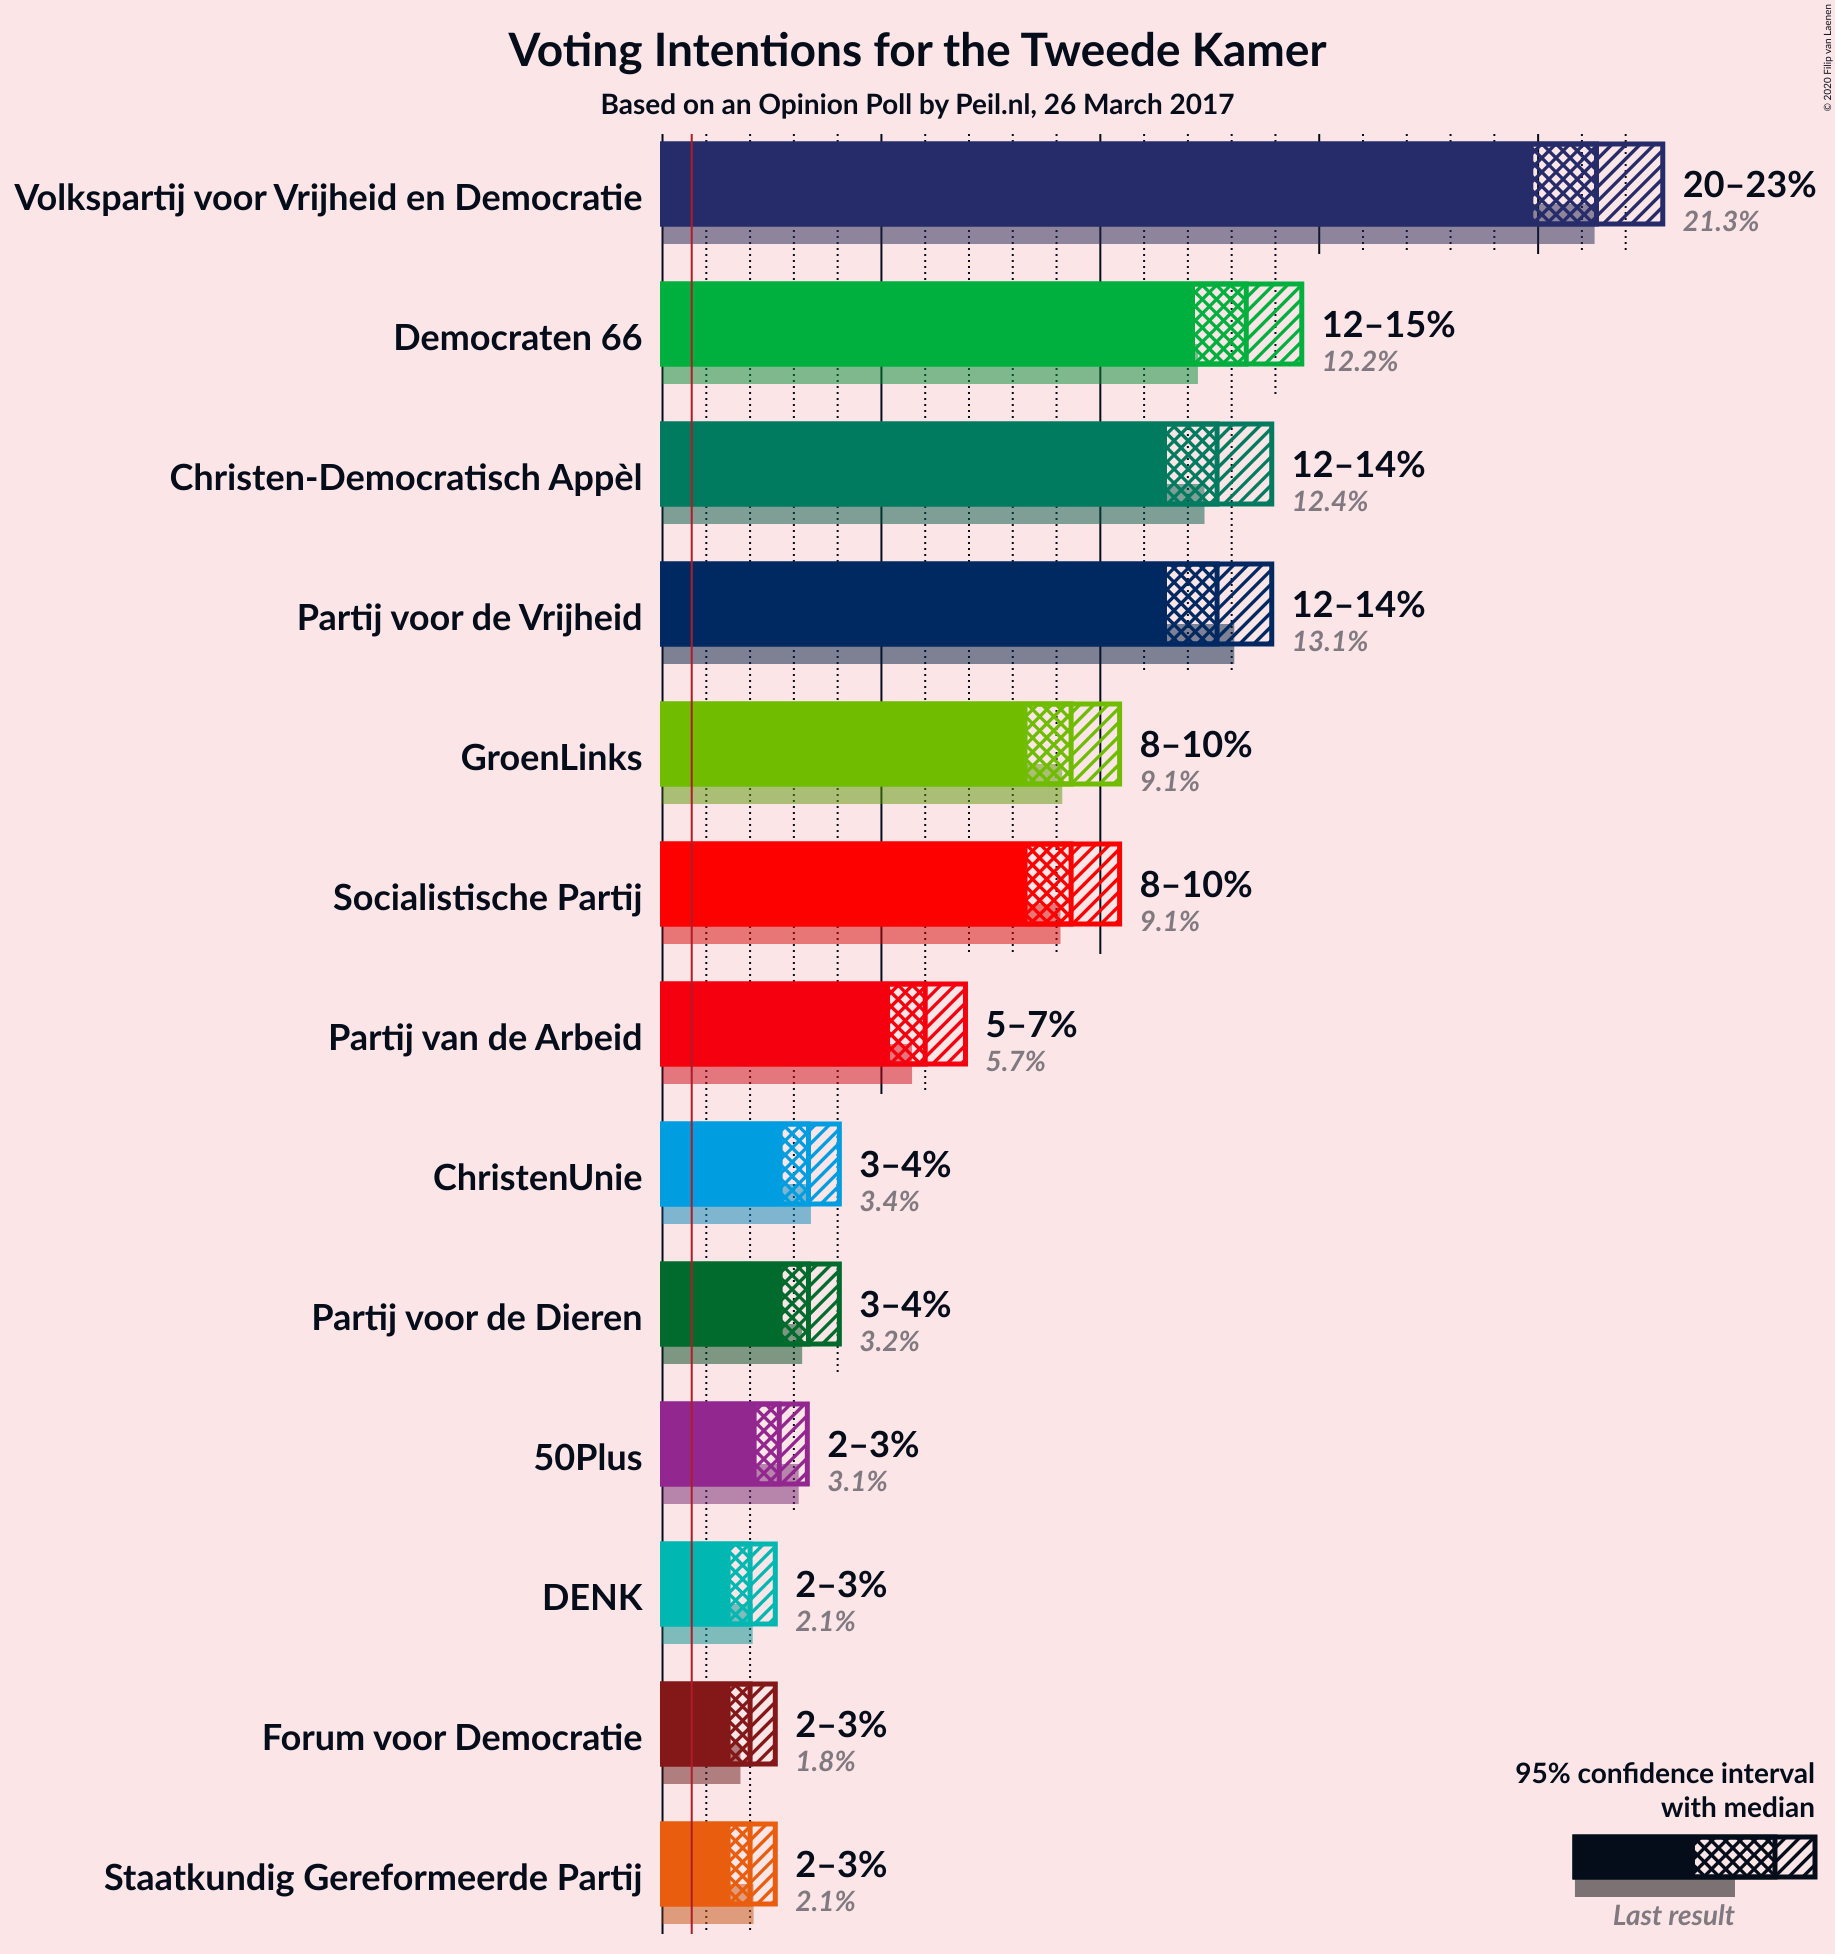 Voting Intentions for the Tweede Kamer
Based on an Opinion Poll by Peil.nl, 26 March 2017
© 2020 Filip van Laenen
Volkspartij voor Vrijheid en Democratie
20–23%
21.3%
Democraten 66
12–15%
12.2%
Christen-Democratisch Appèl
12–14%
12.4%
Partij voor de Vrijheid
12–14%
13.1%
GroenLinks
8–10%
9.1%
Socialistische Partij
8–10%
9.1%
Partij van de Arbeid
5–7%
5.7%
ChristenUnie
3–4%
3.4%
Partij voor de Dieren
3–4%
3.2%
50Plus
2–3%
3.1%
DENK
2–3%
2.1%
Forum voor Democratie
2–3%
1.8%
Staatkundig Gereformeerde Partij
2–3%
2.1%
95% confidence interval
with median
Last result